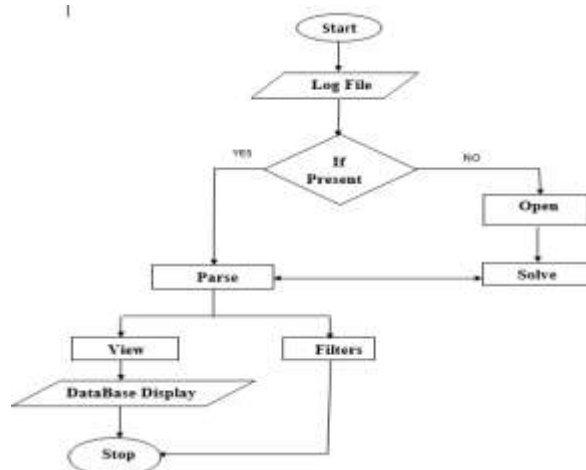 Start
Log File
YES
If
Present
NO
Open
Parse
Solve
View
Filters
DataBase Display
Stop